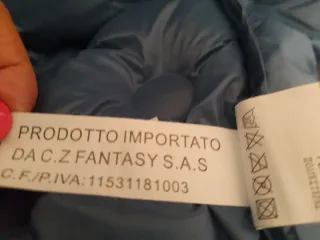 PRODOTTO IMPORTATO
DA C.Z FANTASY S.A.S
C.F./P.IVA:11531181003